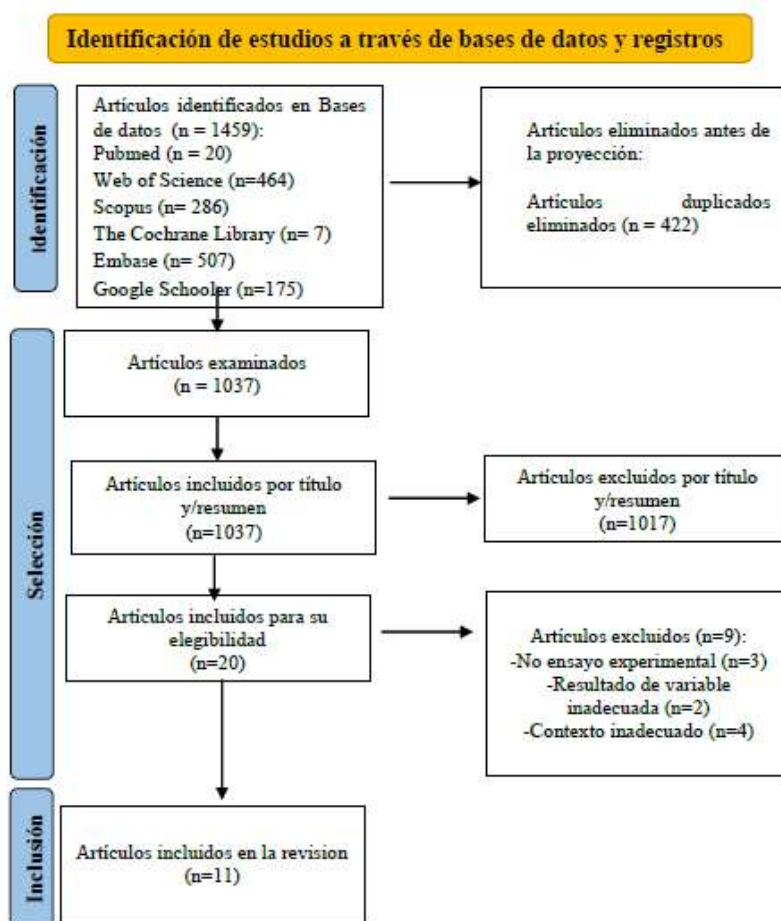 Identificación de estudios a través de bases de datos y registros
Identificación
Artículos identificados en Bases
de datos (n = 1459):
Pubmed (n = 20)
Web of Science (n=464)
Scopus (n= 286)
The Cochrane Library (n= 7)
Embase (n= 507)
Google Schooler (n=175)
Artículos eliminados antes de
la proyección:
Artículos duplicados
eliminados (n = 422)
Selección
Artículos examinados
(n = 1037)
Artículos incluidos por título
y/resumen
(n=1037)
Artículos excluidos por título
y/resumen
(n=1017)
Artículos incluidos para su
elegibilidad
(n=20)
Artículos excluidos (n=9):
-No ensayo experimental (n=3)
-Resultado de variable
inadecuada (n=2)
-Contexto inadecuado (n=4)
Inclusión
Artículos incluidos en la revision
(n=11)